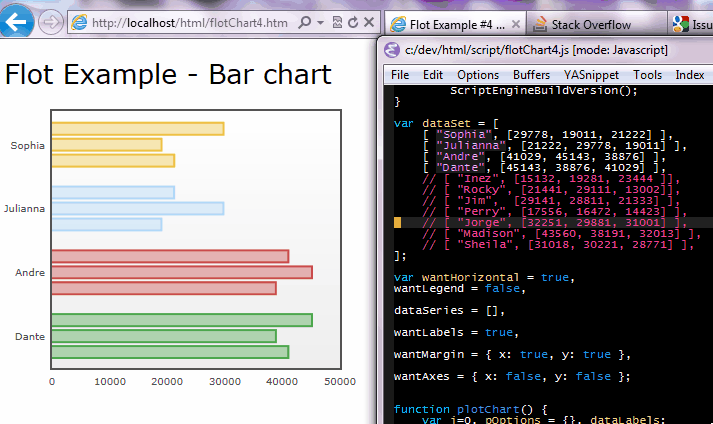 http://localhost/html/flotChart4.htm
Flot Example #4
Stack Overflow
Issu
Flot Example - Bar chart
Sophia
Julianna
Andre
Dante
0 10000 20000 30000 40000 50000
c:/dev/html/script/flotChart4.js [mode: Javascript]
File Edit Options Buffers YASnippet Tools Index
ScriptEngineBuildVersion();
}
var dataSet = [
[ "Sophia", [29778, 19011, 21222] ],
[ "Julianna", [21222, 29778, 19011] ],
[ "Andre", [41029, 45143, 38876] ],
[ "Dante", [45143, 38876, 41029] ],
// [ "Inez", [15132, 19281, 23444 ]],
// [ "Rocky", [21441, 29111, 13002]],
// [ "Jim", [29141, 28811, 21333] ],
// [ "Perry", [17556, 16472, 14423] ],
// [ "Jorge", [32251, 29881, 31001] ],
// [ "Madison", [43560, 38191, 32013] ],
// [ "Sheila", [31018, 30221, 28771] ],
];
var wantHorizontal = true,
wantLegend = false,
dataSeries = [],
wantLabels = true,
wantMargin = { x: true, y: true },
wantAxes = { x: false, y: false };
function plotChart() {
var i=0, pOptions = {}, dataLabels;